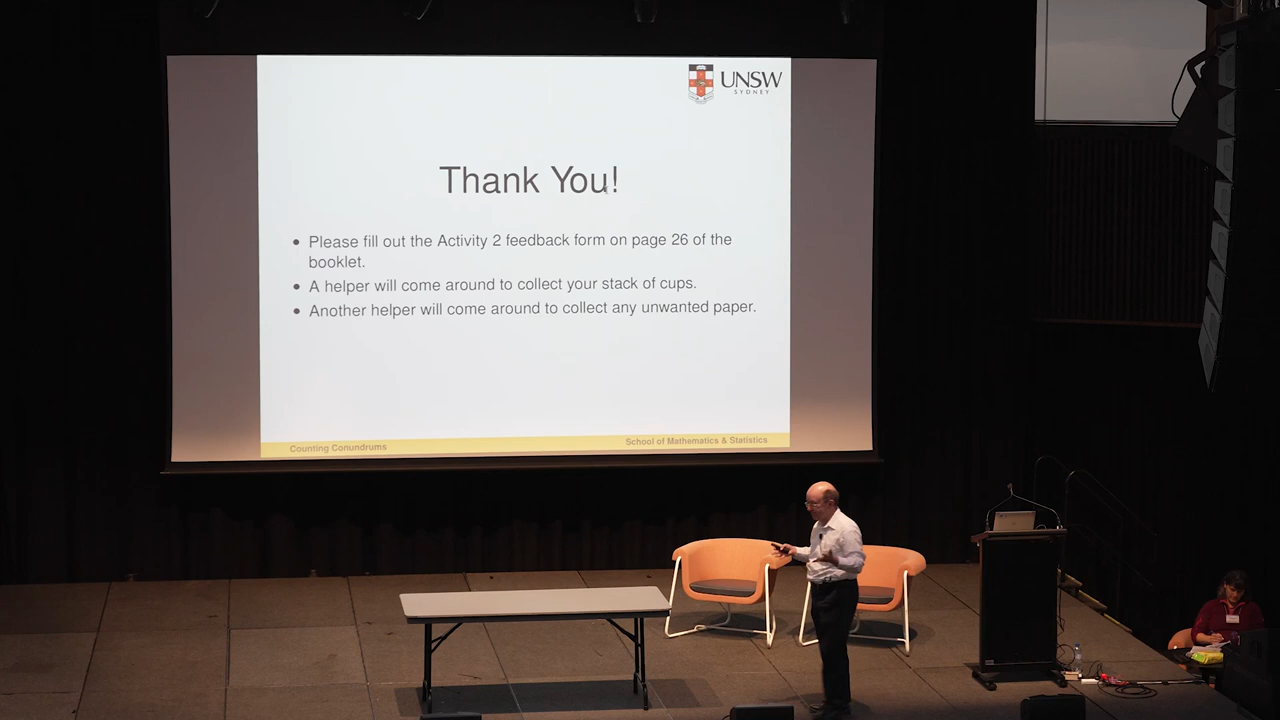 UNSW
SYDNEY
Thank You!
• Please fill out the Activity 2 feedback form on page 26 of the
booklet.
• A helper will come around to collect your stack of cups.
• Another helper will come around to collect any unwanted paper.
Counting Conundrums
School of Mathematics & Statistics